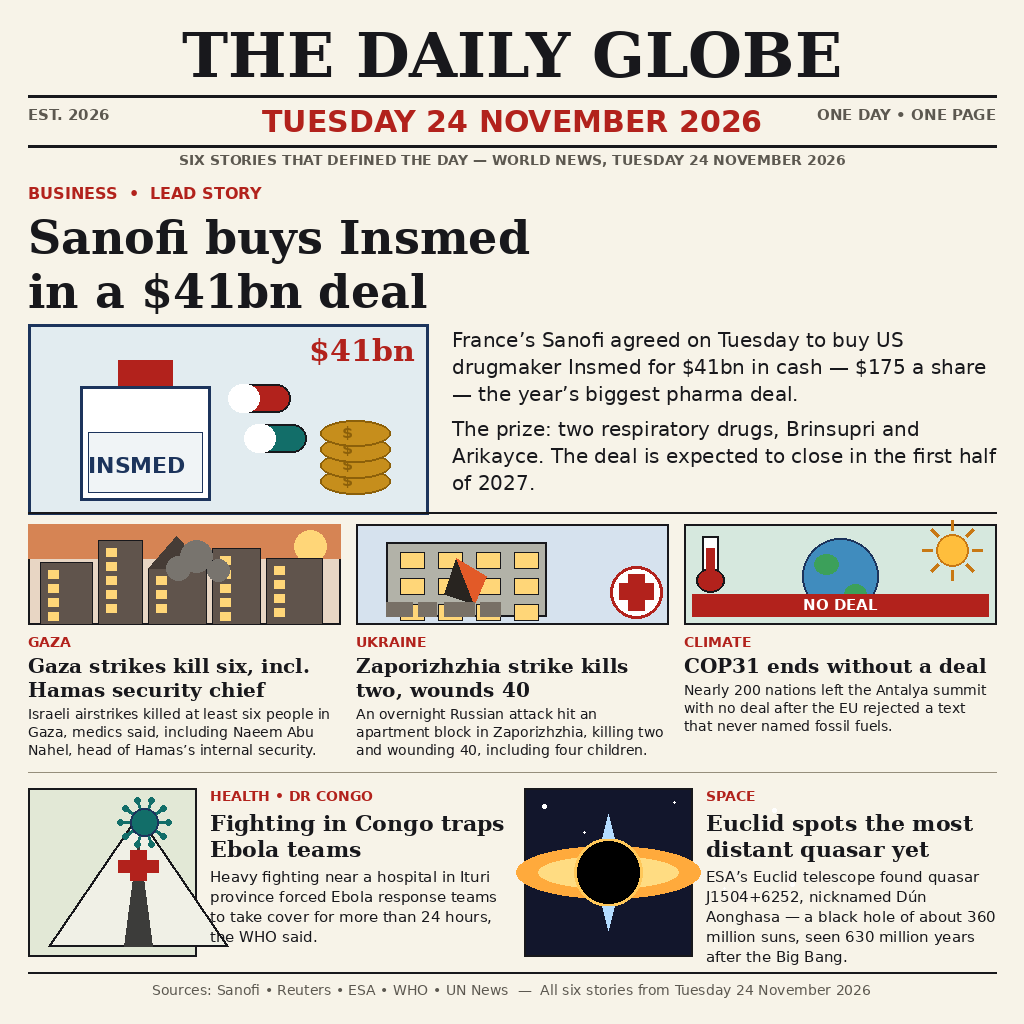 THE DAILY GLOBE
EST. 2026
TUESDAY 24 NOVEMBER 2026
ONE DAY • ONE PAGE
SIX STORIES THAT DEFINED THE DAY — WORLD NEWS, TUESDAY 24 NOVEMBER 2026
BUSINESS • LEAD STORY
Sanofi buys Insmed
in a $41bn deal
$41bn
INSMED
$
$
$
$
France’s Sanofi agreed on Tuesday to buy US
drugmaker Insmed for $41bn in cash — $175 a share
— the year’s biggest pharma deal.
The prize: two respiratory drugs, Brinsupri and
Arikayce. The deal is expected to close in the first half
of 2027.
GAZA
Gaza strikes kill six, incl.
Hamas security chief
Israeli airstrikes killed at least six people in
Gaza, medics said, including Naeem Abu
Nahel, head of Hamas’s internal security.
UKRAINE
Zaporizhzhia strike kills
two, wounds 40
An overnight Russian attack hit an
apartment block in Zaporizhzhia, killing two
and wounding 40, including four children.
NO DEAL
CLIMATE
COP31 ends without a deal
Nearly 200 nations left the Antalya summit
with no deal after the EU rejected a text
that never named fossil fuels.
HEALTH • DR CONGO
Fighting in Congo traps
Ebola teams
Heavy fighting near a hospital in Ituri
province forced Ebola response teams
to take cover for more than 24 hours,
the WHO said.
SPACE
Euclid spots the most
distant quasar yet
ESA’s Euclid telescope found quasar
J1504+6252, nicknamed Dún
Aonghasa — a black hole of about 360
million suns, seen 630 million years
after the Big Bang.
Sources: Sanofi • Reuters • ESA • WHO • UN News — All six stories from Tuesday 24 November 2026